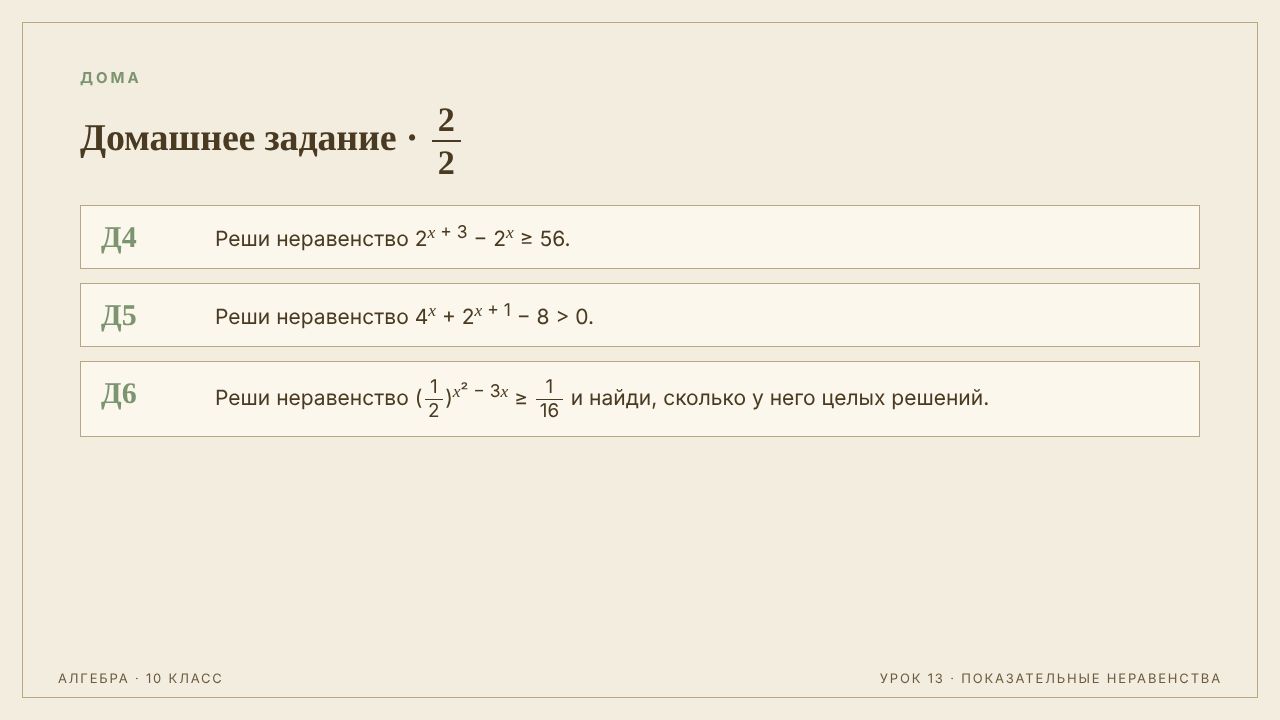 ДОМА
Домашнее задание · 2/2
Д4 Реши неравенство 2^(x + 3) − 2^x ≥ 56.
Д5 Реши неравенство 4^x + 2^(x + 1) − 8 > 0.
Д6 Реши неравенство (1/2)^(x² − 3x) ≥ 1/16 и найди, сколько у него целых решений.
АЛГЕБРА · 10 КЛАСС
УРОК 13 · ПОКАЗАТЕЛЬНЫЕ НЕРАВЕНСТВА